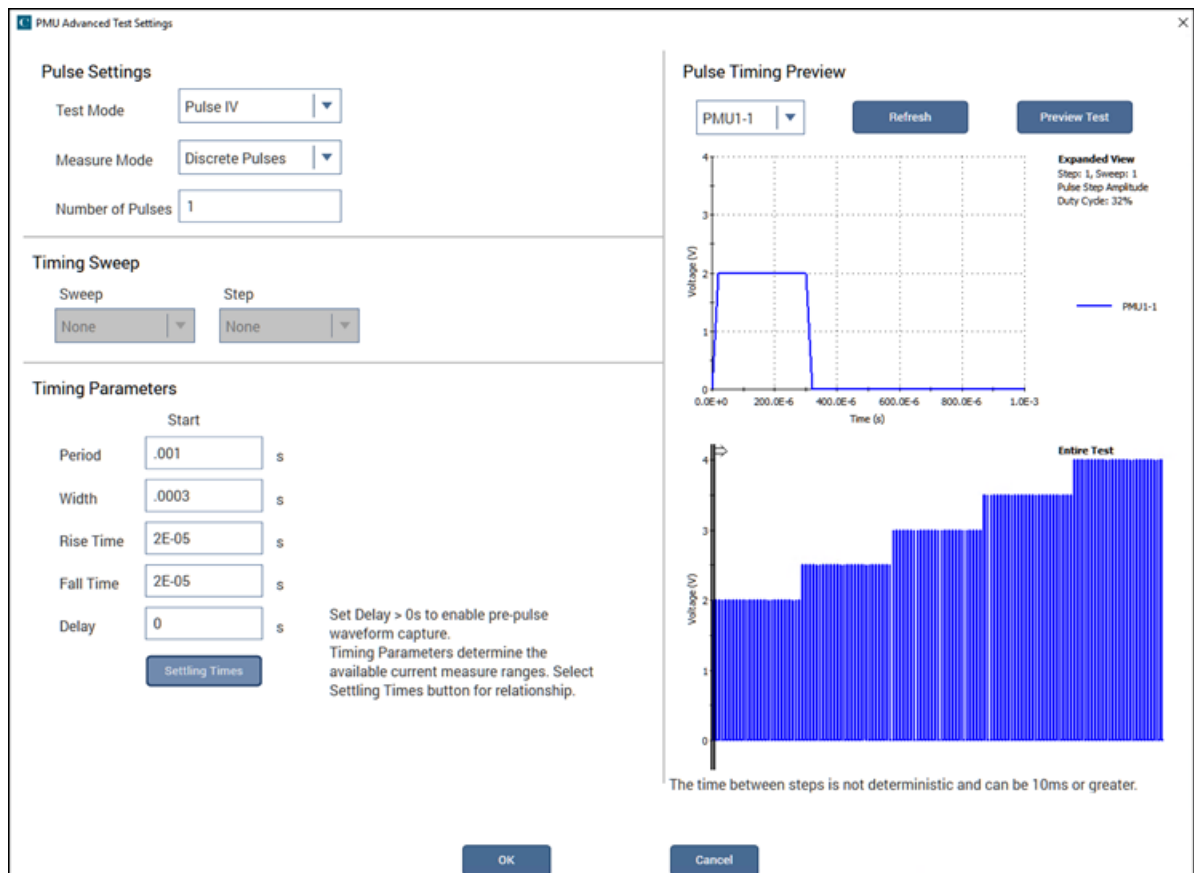 PMU Advanced Test Settings
Pulse Settings
Test Mode
Pulse IV
Measure Mode
Discrete Pulses
Number of Pulses
1
Timing Sweep
Sweep
Step
None
None
Timing Parameters
Start
Period
.001
s
Width
.0003
s
Rise Time
2E-05
s
Fall Time
2E-05
s
Delay
0
s
Settling Times
Set Delay > 0s to enable pre-pulse
waveform capture.
Timing Parameters determine the
available current measure ranges. Select
Settling Times button for relationship.
Pulse Timing Preview
PMU1-1
Refresh
Preview Test
Expanded View
Step: 1, Sweep: 1
Pulse Step Amplitude
Duty Cycle: 32%
4
3
2
1
0
Voltage (V)
0.0E+0
200.0E-6
400.0E-6
600.0E-6
800.0E-6
1.0E-3
Time (s)
PMU1-1
Entire Test
4
3
2
1
0
Voltage (V)
The time between steps is not deterministic and can be 10ms or greater.
OK
Cancel